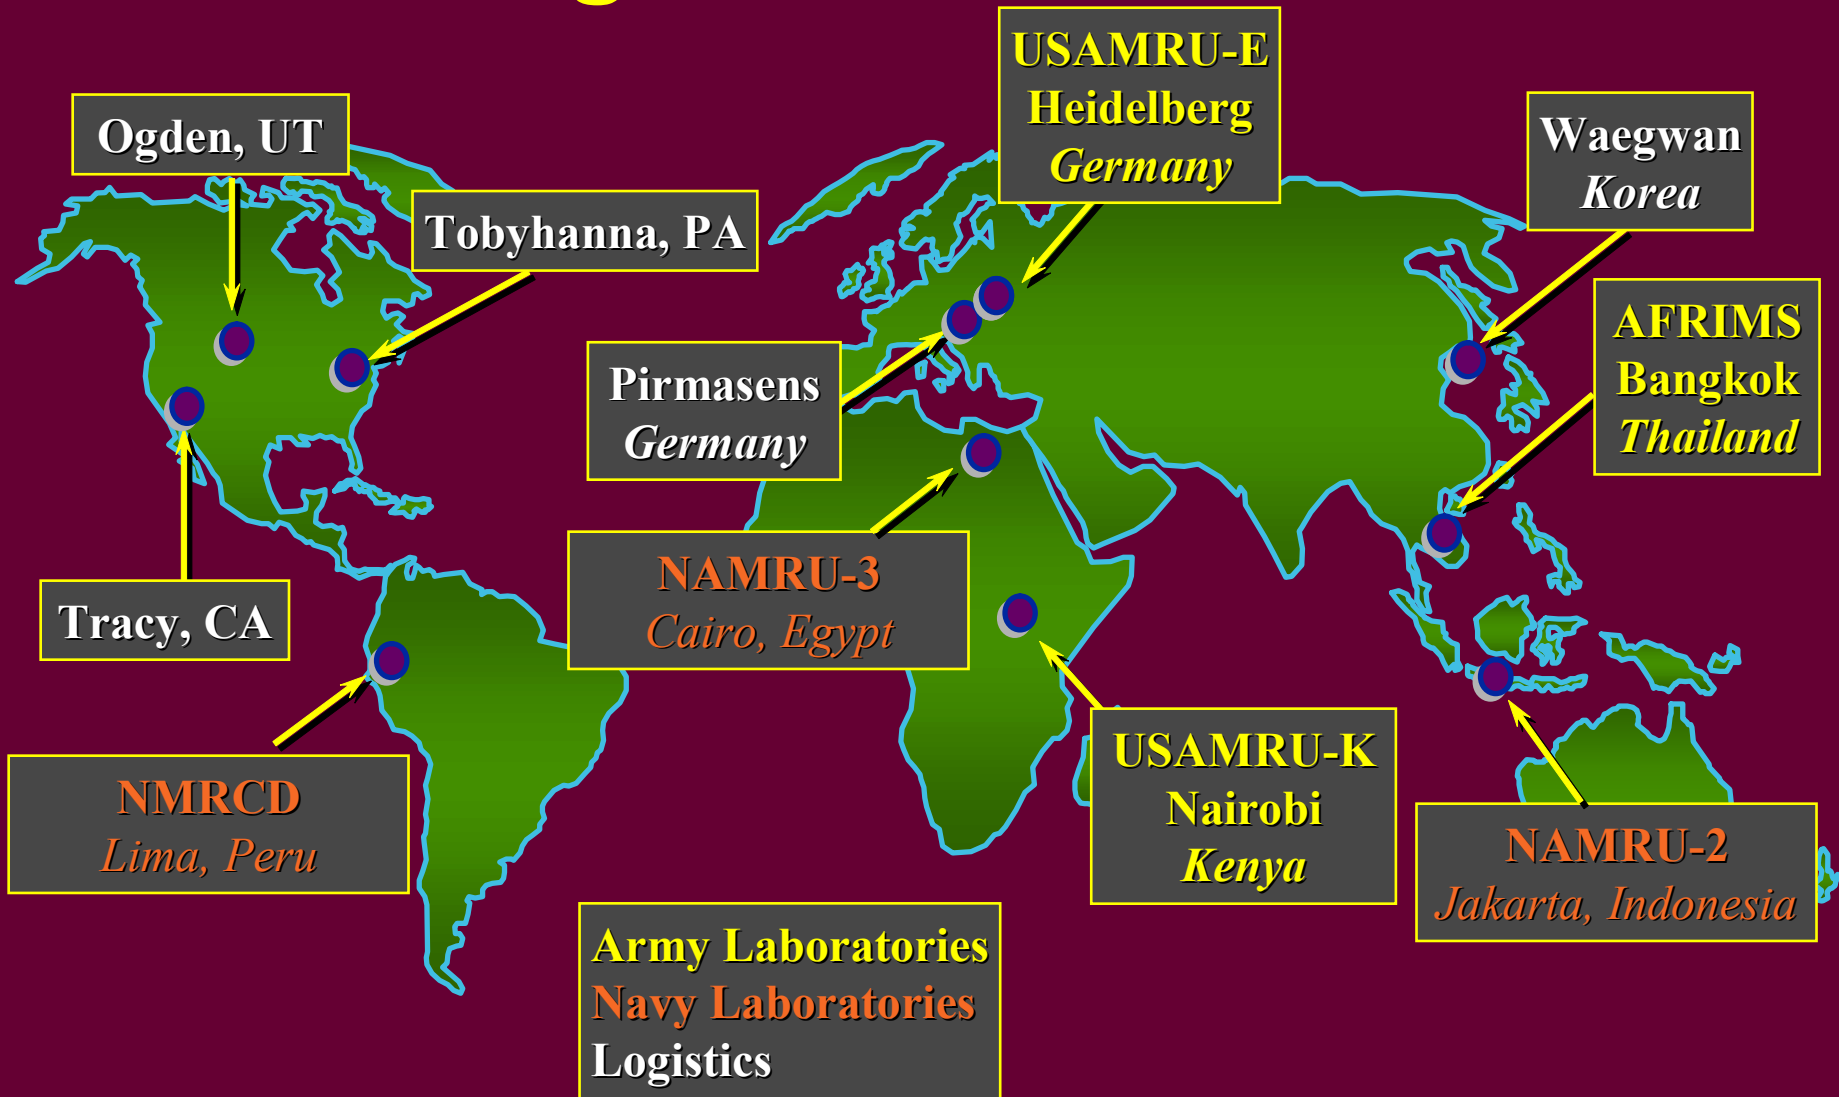 USAMRU-E
Heidelberg
Germany
Ogden, UT
Waegwan
Korea
Tobyhanna, PA
AFRIMS
Bangkok
Thailand
Pirmasens
Germany
NAMRU-3
Cairo, Egypt
Tracy, CA
USAMRU-K
Nairobi
Kenya
NMRCD
Lima, Peru
NAMRU-2
Jakarta, Indonesia
Army Laboratories
Navy Laboratories
Logistics